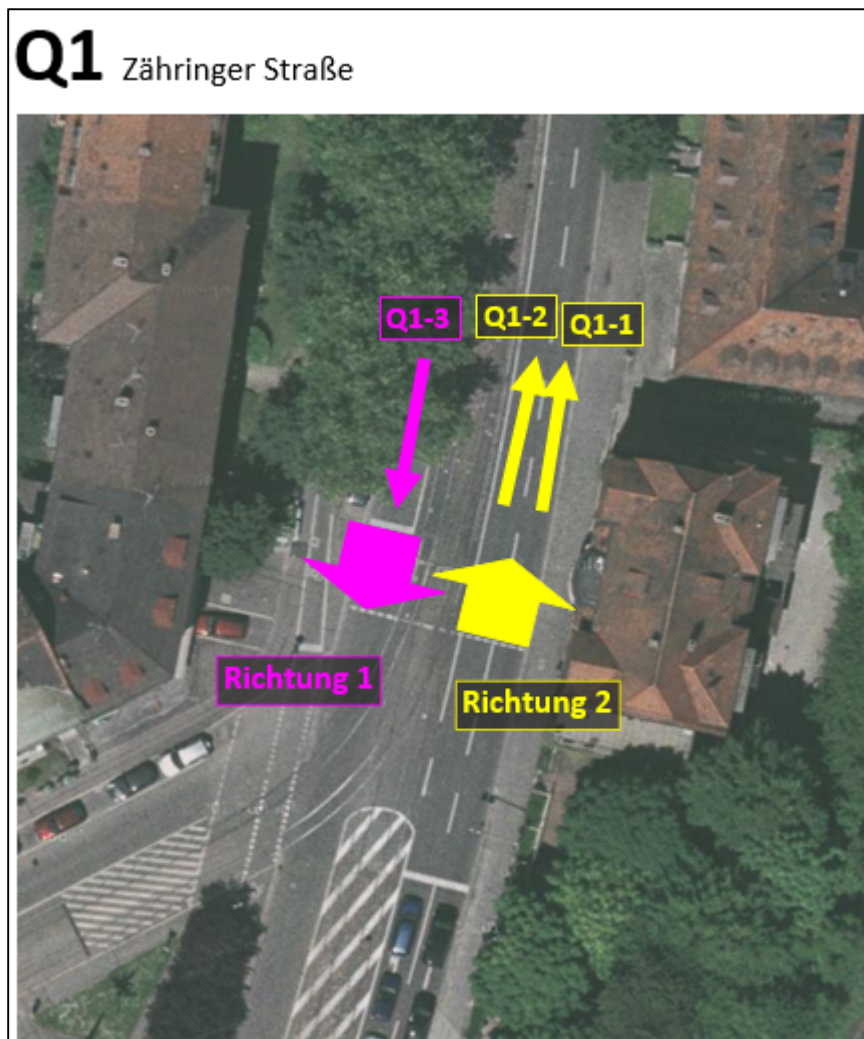 Q1 Zähringer Straße
Q1-3
Q1-2
Q1-1
Richtung 1
Richtung 2